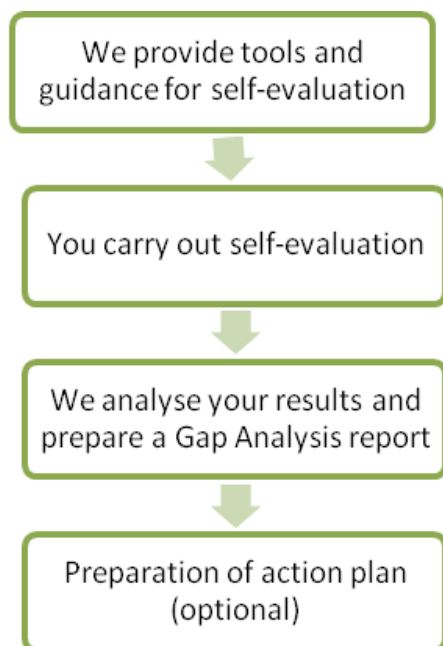 We provide tools and
guidance for self-evaluation
You carry out self-evaluation
We analyse your results and
prepare a Gap Analysis report
Preparation of action plan
(optional)